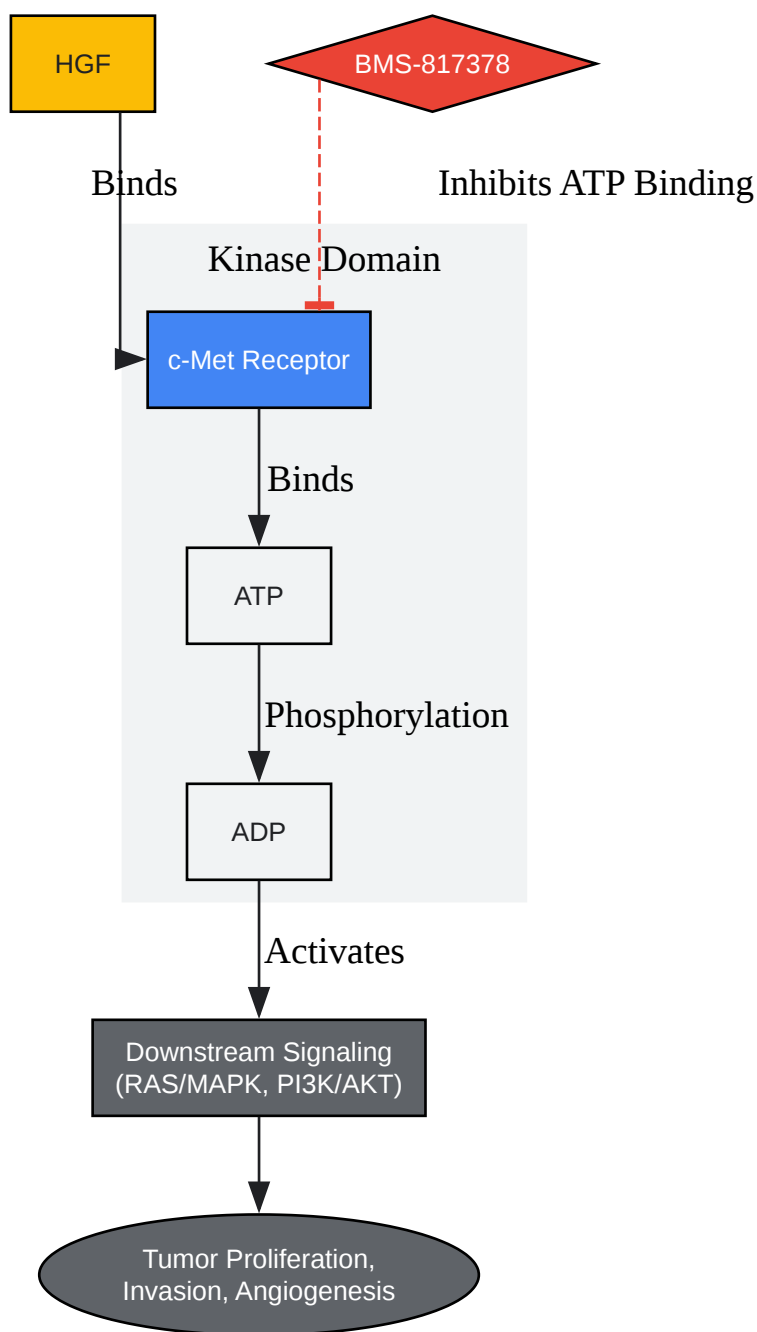 HGF
BMS-817378
Binds
Inhibits ATP Binding
Kinase Domain
c-Met Receptor
Binds
ATP
Phosphorylation
ADP
Activates
Downstream Signaling
(RAS/MAPK, PI3K/AKT)
Tumor Proliferation,
Invasion, Angiogenesis